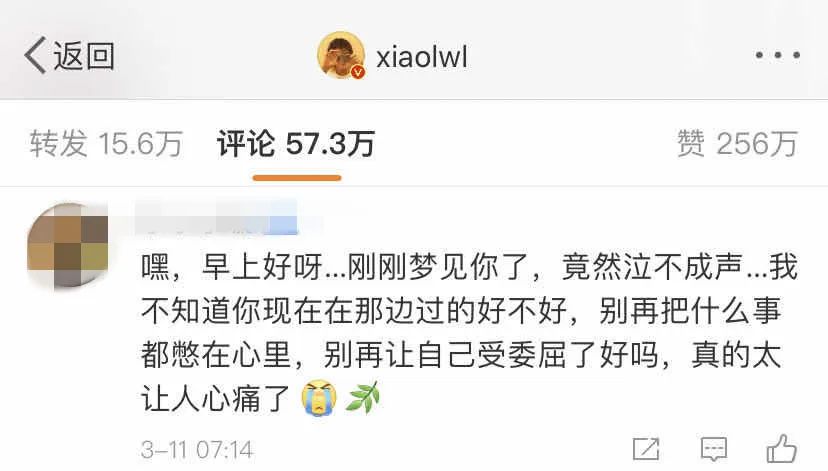 返回
xiaolwl
转发 15.6万
评论 57.3万
赞 256万
嘿，早上好呀...刚刚梦见你了，竟然泣不成声...我
不知道你现在在那边过的好不好，别再把什么事
都憋在心里，别再让自己受委屈了好吗，真的太
让人心痛了
3-11 07:14